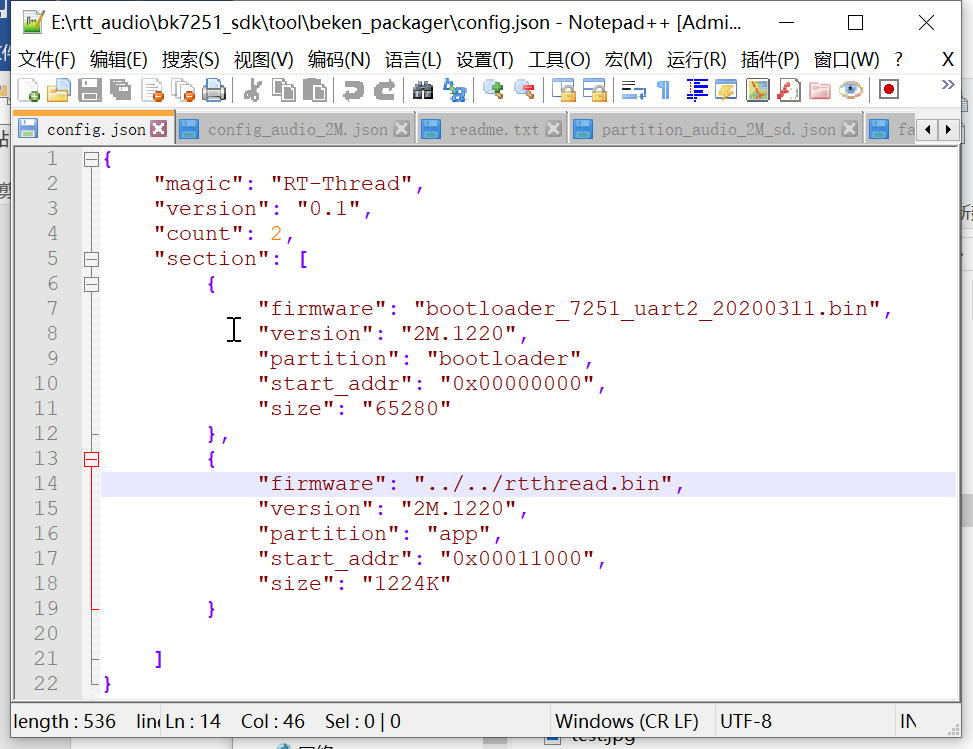 E:\rtt_audio\bk7251_sdk\tool\beken_packager\config.json - Notepad++ [Admi...
文件(F) 编辑(E) 搜索(S) 视图(V) 编码(N) 语言(L) 设置(T) 工具(O) 宏(M) 运行(R) 插件(P) 窗口(W) ? X
config.json config_audio_2M.json readme.txt partition_audio_2M_sd.json fa
1 {
2 "magic": "RT-Thread",
3 "version": "0.1",
4 "count": 2,
5 "section": [
6 {
7 "firmware": "bootloader_7251_uart2_20200311.bin",
8 "version": "2M.1220",
9 "partition": "bootloader",
10 "start_addr": "0x00000000",
11 "size": "65280"
12 },
13 {
14 "firmware": "../../rtthread.bin",
15 "version": "2M.1220",
16 "partition": "app",
17 "start_addr": "0x00011000",
18 "size": "1224K"
19 }
20
21 ]
22 }
length : 536 line Ln : 14 Col : 46 Sel : 0 | 0 Windows (CR LF) UTF-8 IN
test.jpg